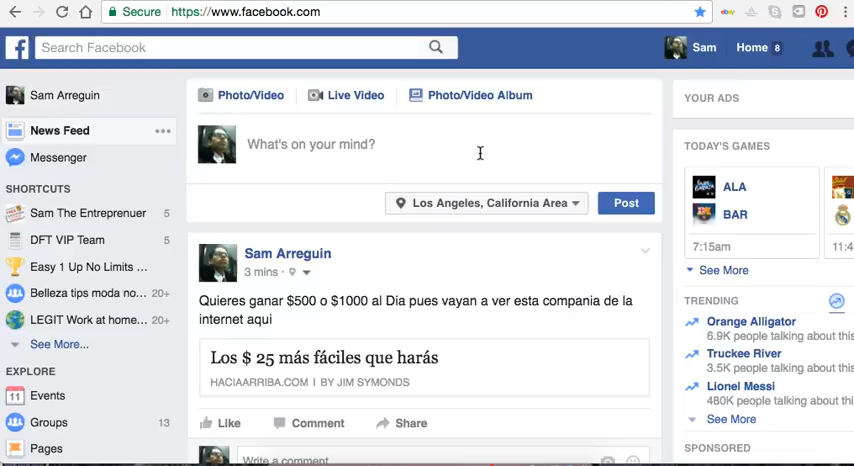 Secure https://www.facebook.com
ebay
f
Search Facebook
Sam
Home 8
Sam Arreguin
News Feed
Messenger
SHORTCUTS
Sam The Entreprenuer 5
DFT VIP Team 5
Easy 1 Up No Limits ...
Belleza tips moda no... 20+
LEGIT Work at home... 20+
See More...
EXPLORE
11 Events
Groups 13
Pages
Photo/Video
Live Video
Photo/Video Album
What's on your mind?
Los Angeles, California Area
Post
Sam Arreguin
3 mins ·
Quieres ganar $500 o $1000 al Dia pues vayan a ver esta compania de la
internet aqui
Los $ 25 más fáciles que harás
HACIAARRIBA.COM | BY JIM SYMONDS
Like
Comment
Share
Write a comment...
YOUR ADS
TODAY'S GAMES
ALA
BAR
7:15am
11:4
See More
TRENDING
Orange Alligator
6.9K people talking about this
Truckee River
3.5K people talking about this
Lionel Messi
480K people talking about this
See More
SPONSORED